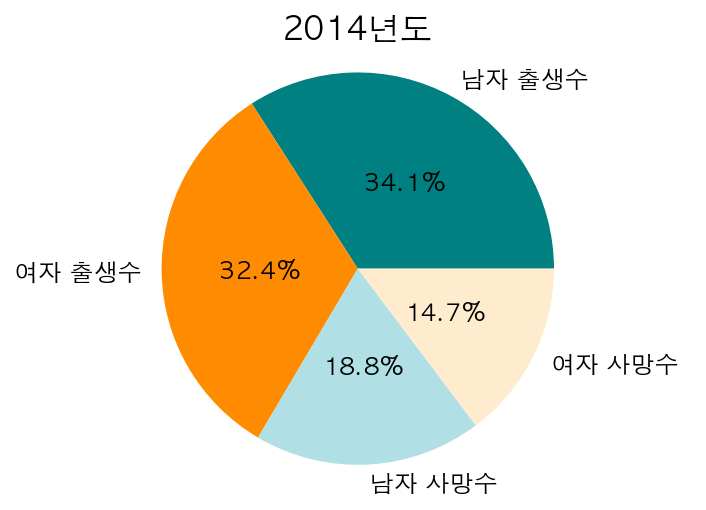 2014년도
남자 출생수
34.1%
여자 출생수
32.4%
14.7%
여자 사망수
18.8%
남자 사망수